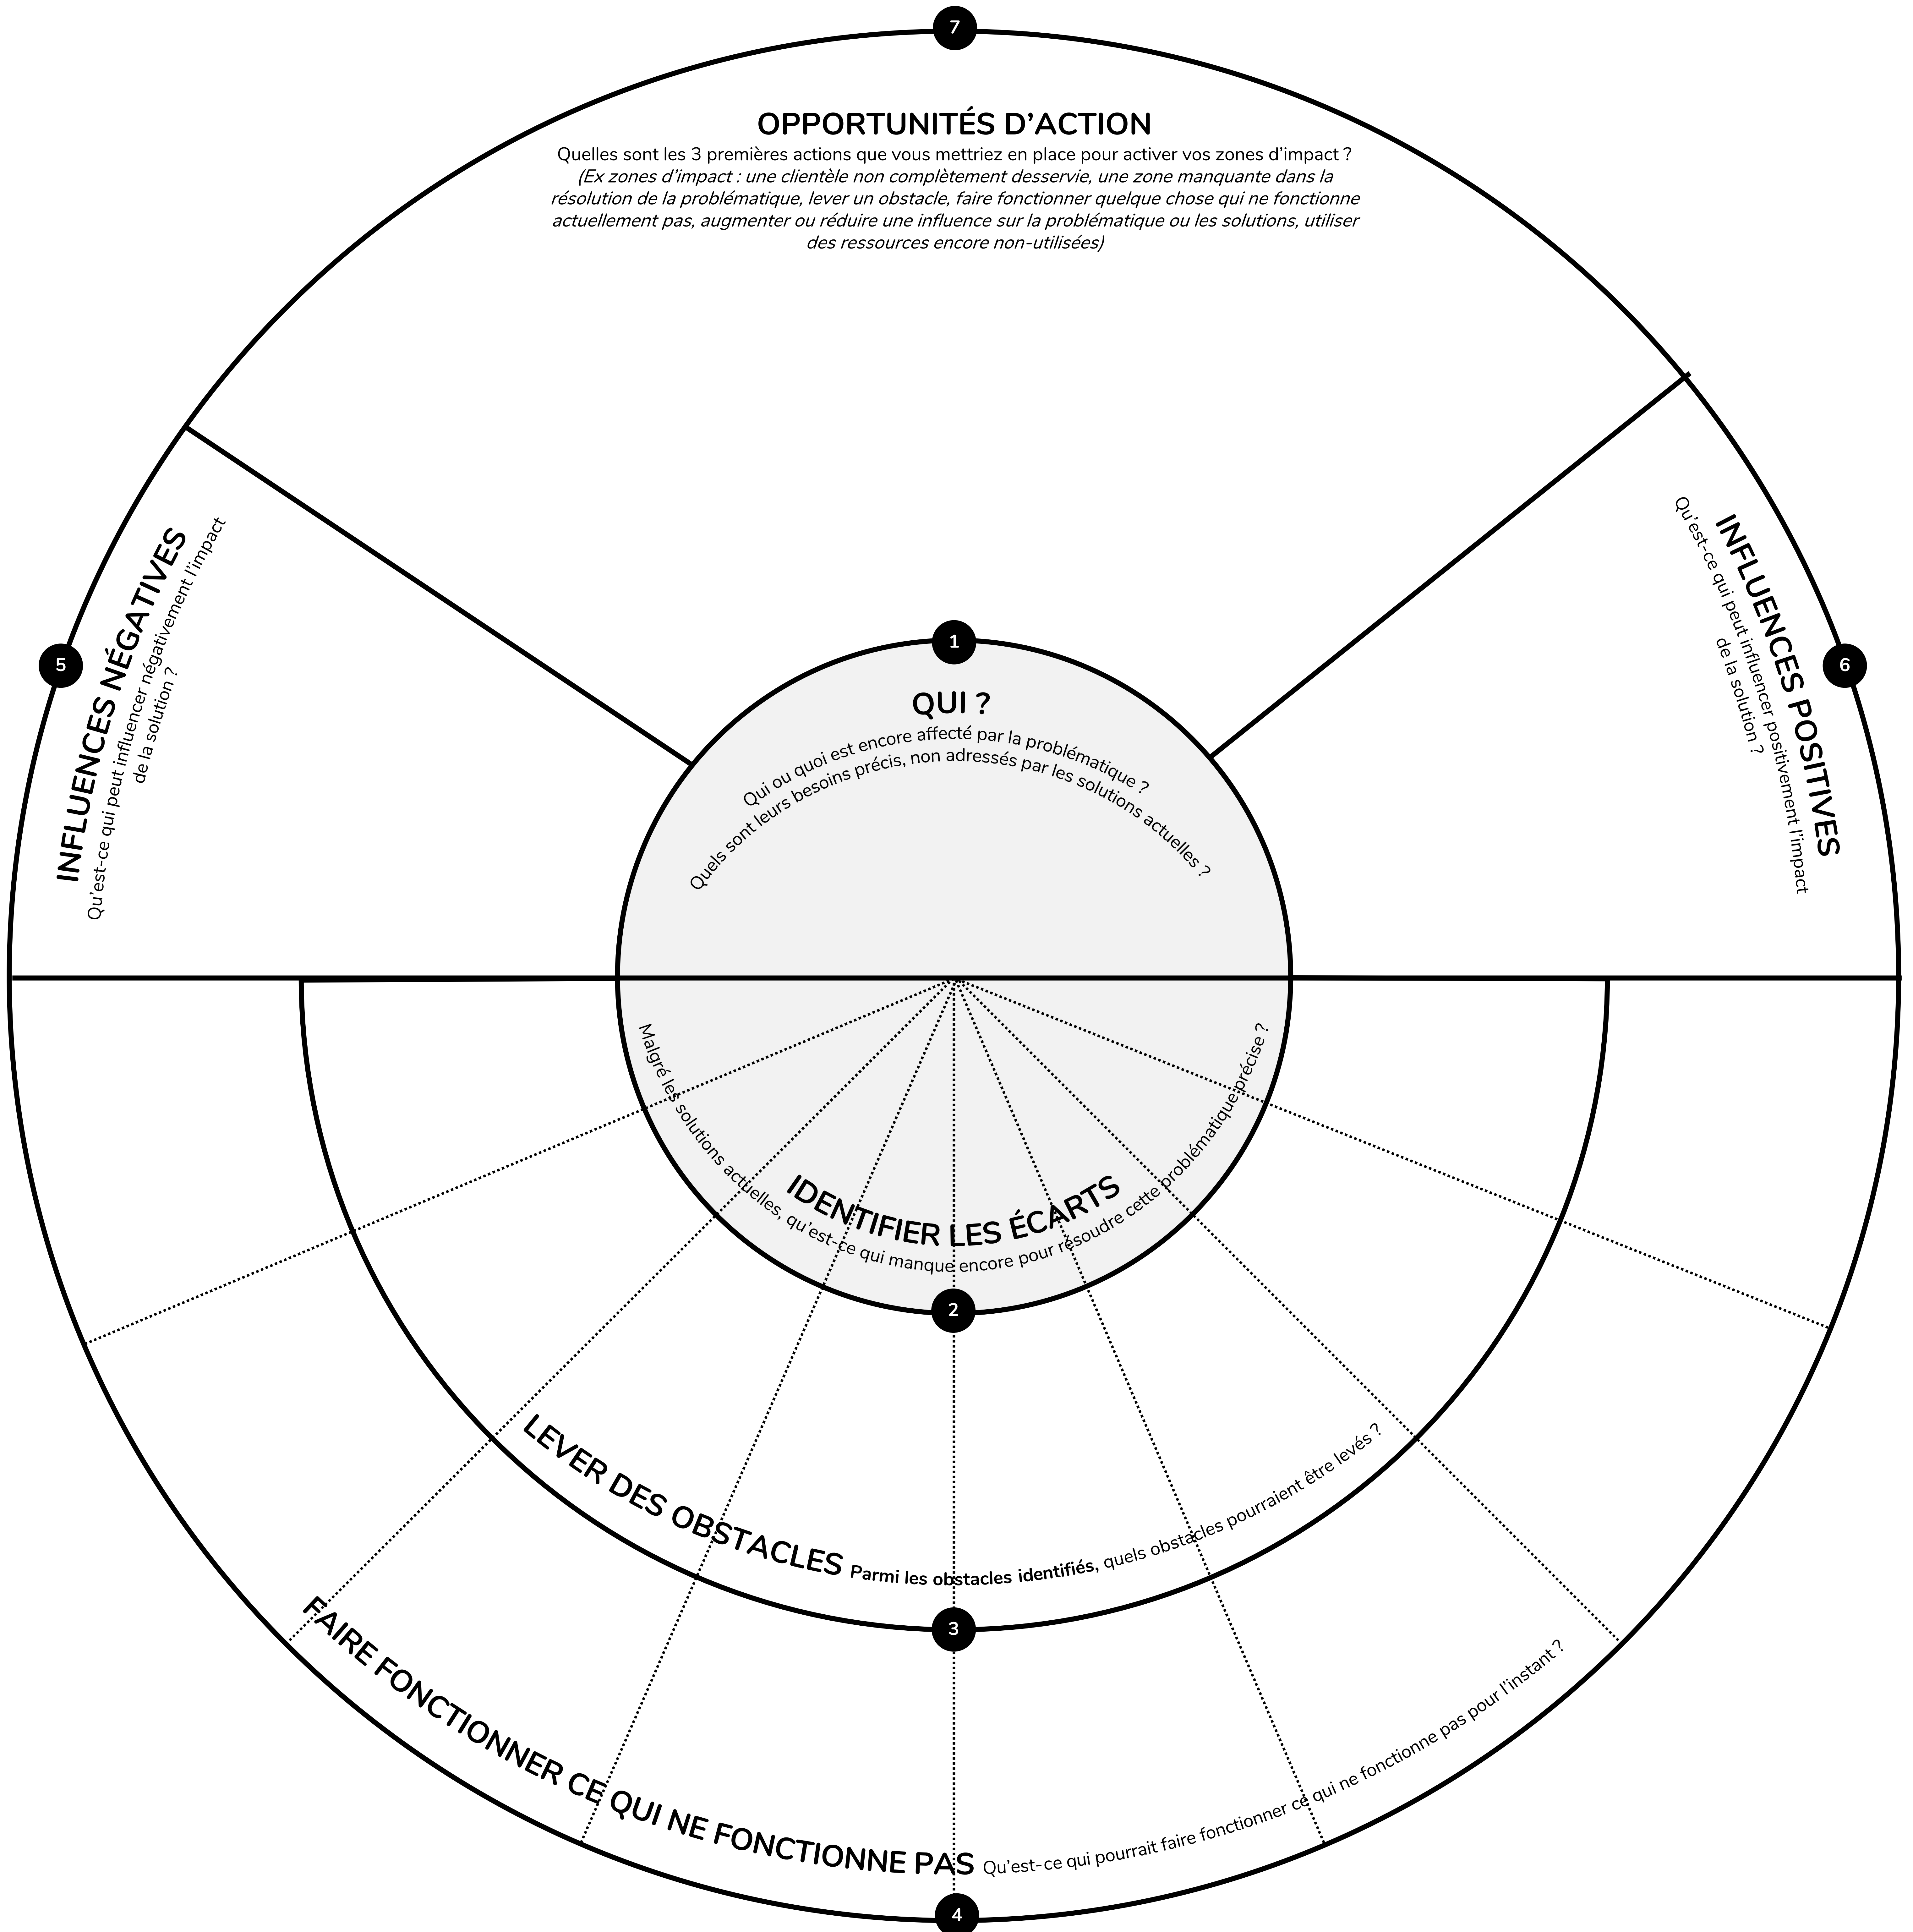 7
OPPORTUNITÉS D’ACTION
Quelles sont les 3 premières actions que vous mettriez en place pour activer vos zones d’impact ?
(Ex zones d’impact : une clientèle non complètement desservie, une zone manquante dans la
résolution de la problématique, lever un obstacle, faire fonctionner quelque chose qui ne fonctionne
actuellement pas, augmenter ou réduire une influence sur la problématique ou les solutions, utiliser
des ressources encore non-utilisées)
5
INFLUENCES NÉGATIVES
Qu’est-ce qui peut influencer négativement l’impact
de la solution ?
6
INFLUENCES POSITIVES
Qu’est-ce qui peut influencer positivement l’impact
de la solution ?
1
QUI ?
Qui ou quoi est encore affecté par la problématique ?
Quels sont leurs besoins précis, non adressés par les solutions actuelles ?
IDENTIFIER LES ÉCARTS
Malgré les solutions actuelles, qu’est-ce qui manque encore pour résoudre cette problématique précise ?
2
LEVER DES OBSTACLES Parmi les obstacles identifiés, quels obstacles pourraient être levés ?
3
FAIRE FONCTIONNER CE QUI NE FONCTIONNE PAS Qu’est-ce qui pourrait faire fonctionner ce qui ne fonctionne pas pour l’instant ?
4